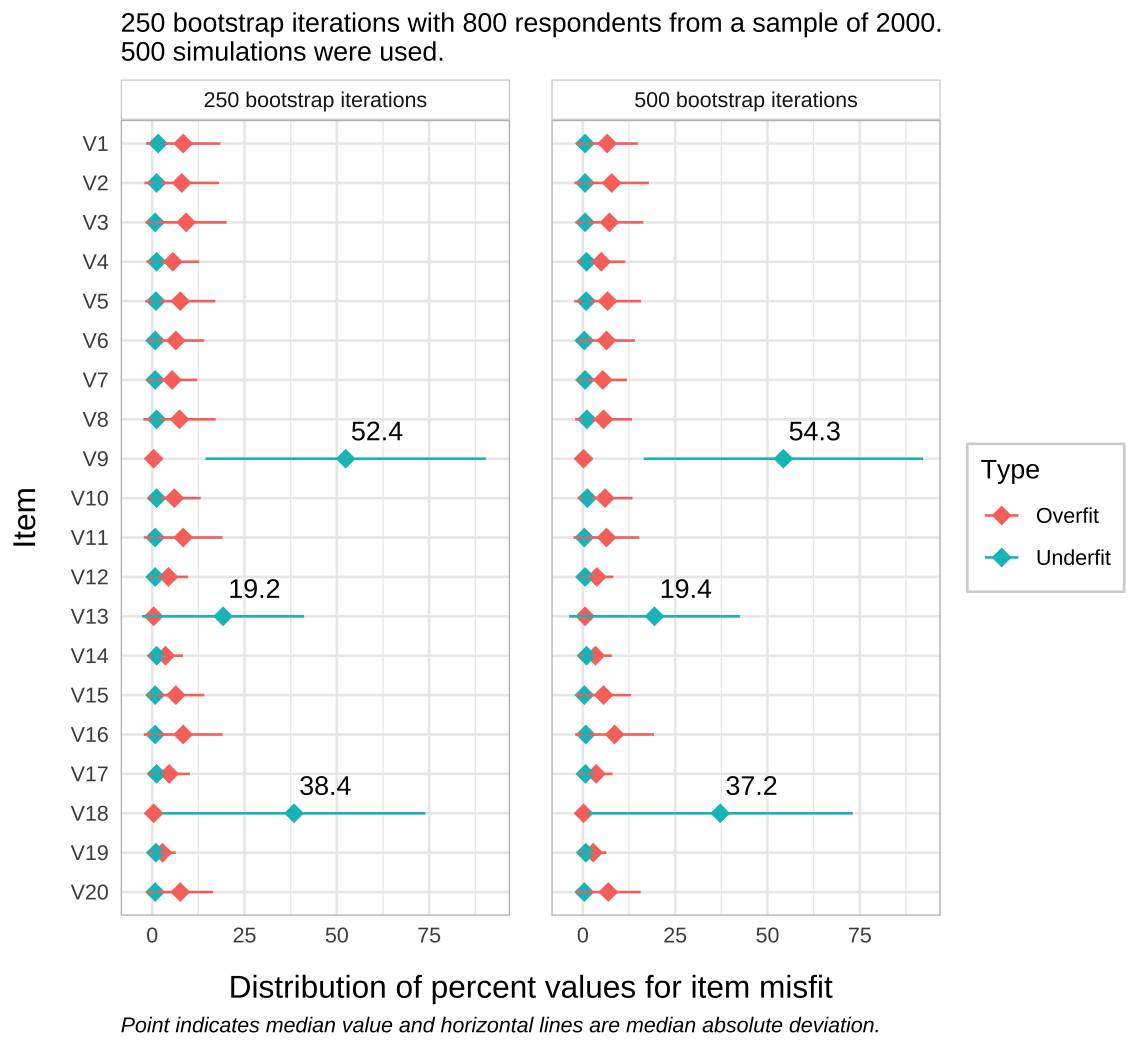 250 bootstrap iterations with 800 respondents from a sample of 2000.
500 simulations were used.
250 bootstrap iterations
500 bootstrap iterations
V1
V2
V3
V4
V5
V6
V7
V8
52.4
54.3
V9
V10
V11
V12
19.2
19.4
V13
V14
V15
V16
V17
38.4
37.2
V18
V19
V20
Item
0 25 50 75
0 25 50 75
Distribution of percent values for item misfit
Point indicates median value and horizontal lines are median absolute deviation.
Type
Overfit
Underfit